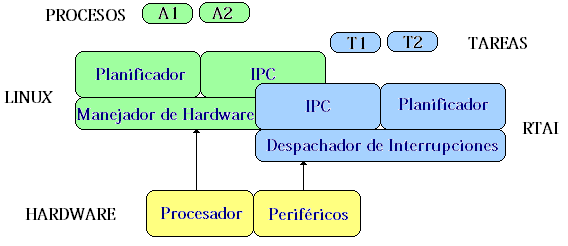 PROCESOS A1 A2
T1 T2 TAREAS
Planificador IPC
LINUX
IPC Planificador
Manejador de Hardware
RTAI
Despachador de Interrupciones
HARDWARE Procesador Periféricos